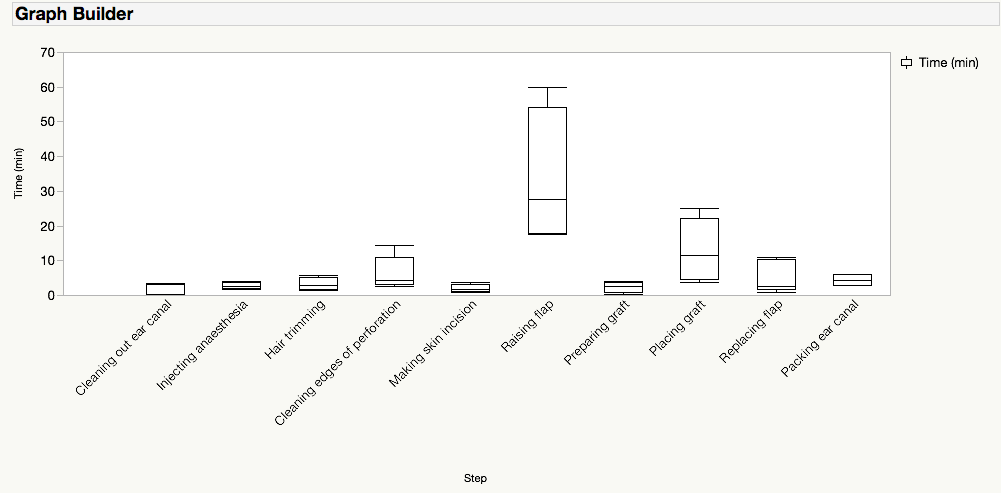 Graph Builder
Time (min)
70
60
50
40
30
20
10
0
Time (min)
Cleaning out ear canal
Injecting anaesthesia
Hair trimming
Cleaning edges of perforation
Making skin incision
Raising flap
Preparing graft
Placing graft
Replacing flap
Packing ear canal
Step